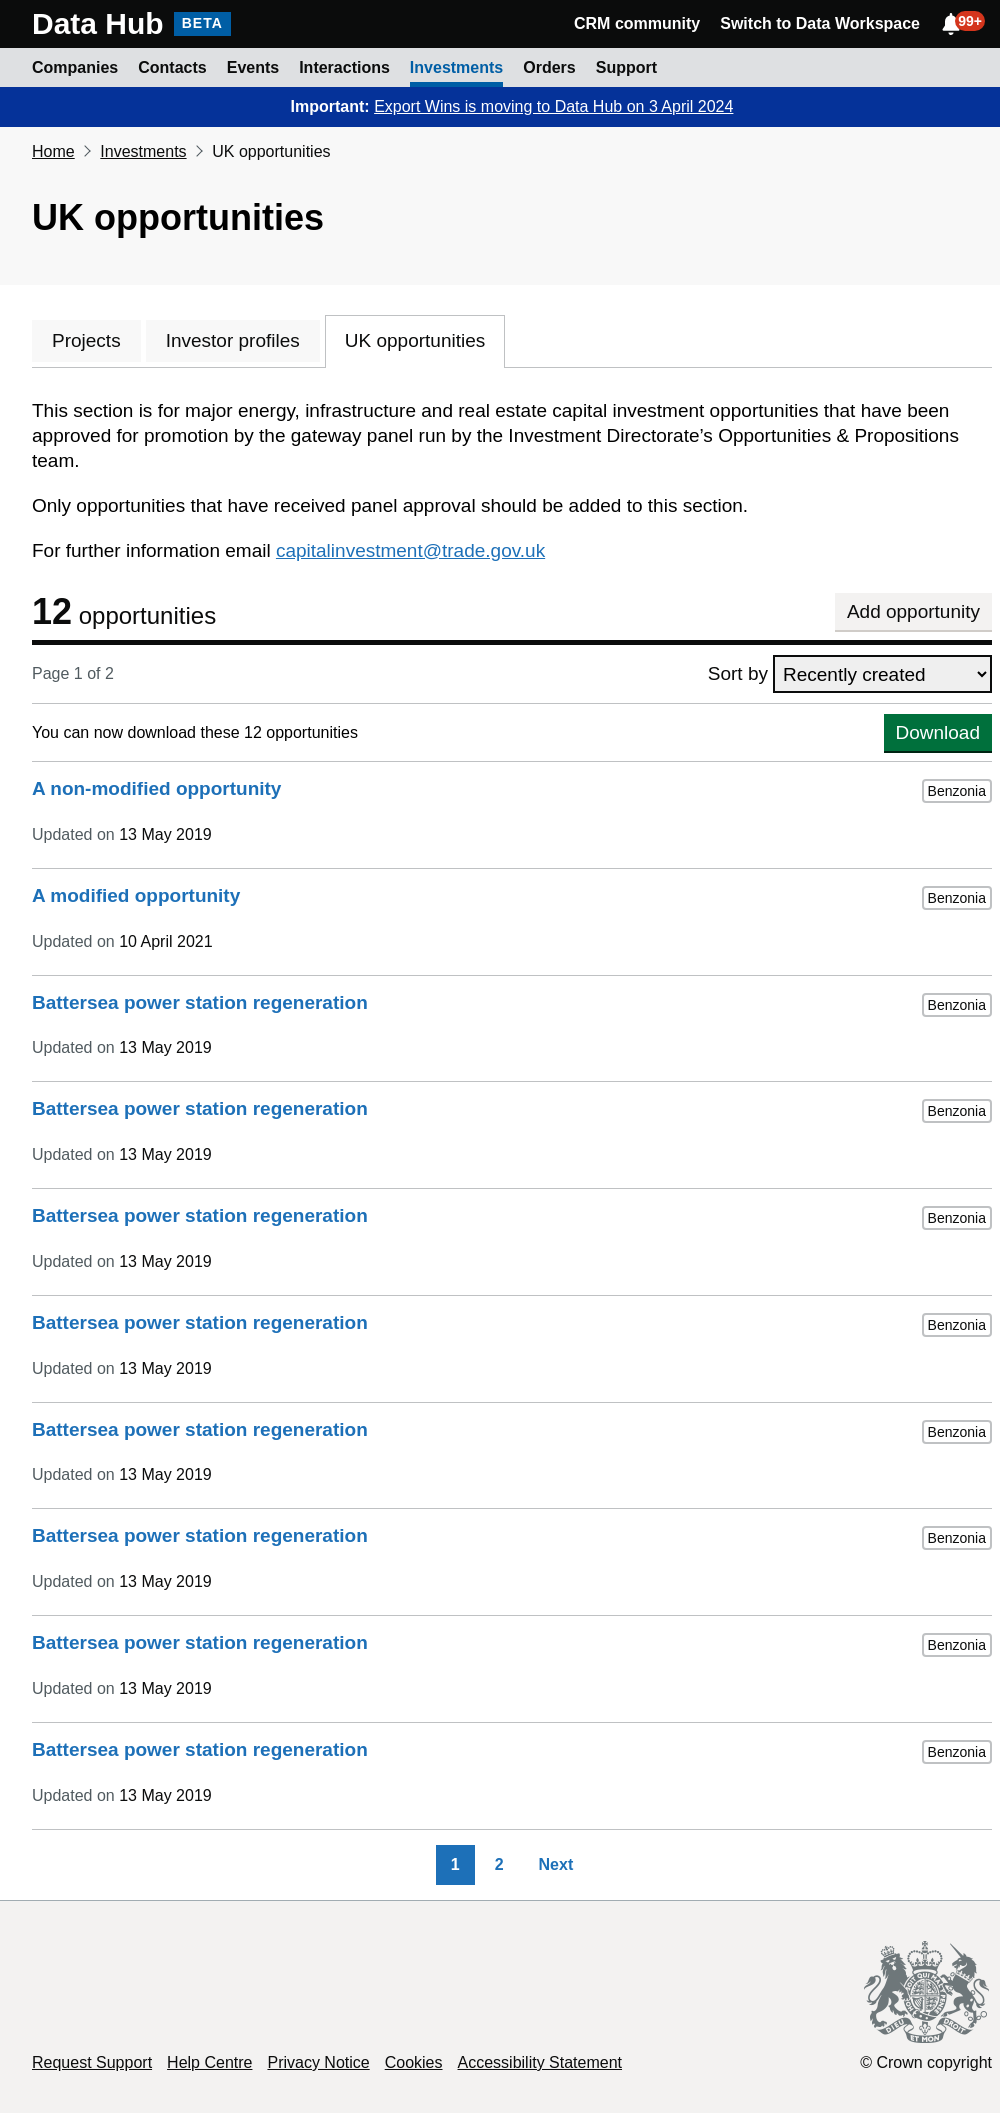 Data Hub BETA CRM community Switch to Data Workspace 99+
Companies Contacts Events Interactions Investments Orders Support
Important: Export Wins is moving to Data Hub on 3 April 2024
Home Investments UK opportunities
UK opportunities
Projects Investor profiles UK opportunities
This section is for major energy, infrastructure and real estate capital investment opportunities that have been
approved for promotion by the gateway panel run by the Investment Directorate’s Opportunities & Propositions
team.
Only opportunities that have received panel approval should be added to this section.
For further information email capitalinvestment@trade.gov.uk
12 opportunities Add opportunity
Page 1 of 2 Sort by Recently created
You can now download these 12 opportunities Download
A non-modified opportunity Benzonia
Updated on 13 May 2019
A modified opportunity Benzonia
Updated on 10 April 2021
Battersea power station regeneration Benzonia
Updated on 13 May 2019
Battersea power station regeneration Benzonia
Updated on 13 May 2019
Battersea power station regeneration Benzonia
Updated on 13 May 2019
Battersea power station regeneration Benzonia
Updated on 13 May 2019
Battersea power station regeneration Benzonia
Updated on 13 May 2019
Battersea power station regeneration Benzonia
Updated on 13 May 2019
Battersea power station regeneration Benzonia
Updated on 13 May 2019
Battersea power station regeneration Benzonia
Updated on 13 May 2019
1 2 Next
DIEU ET MON DROIT
Request Support Help Centre Privacy Notice Cookies Accessibility Statement © Crown copyright